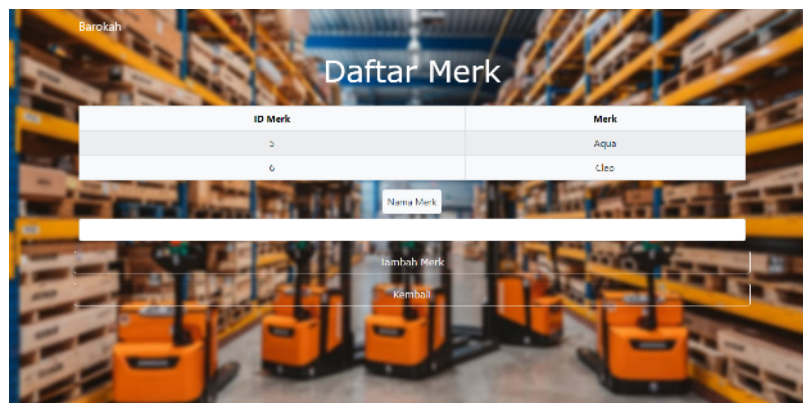 Barokah
Daftar Merk
ID Merk Merk
5 Aqua
6 Cleo
Nama Merk
Tambah Merk
Kembali